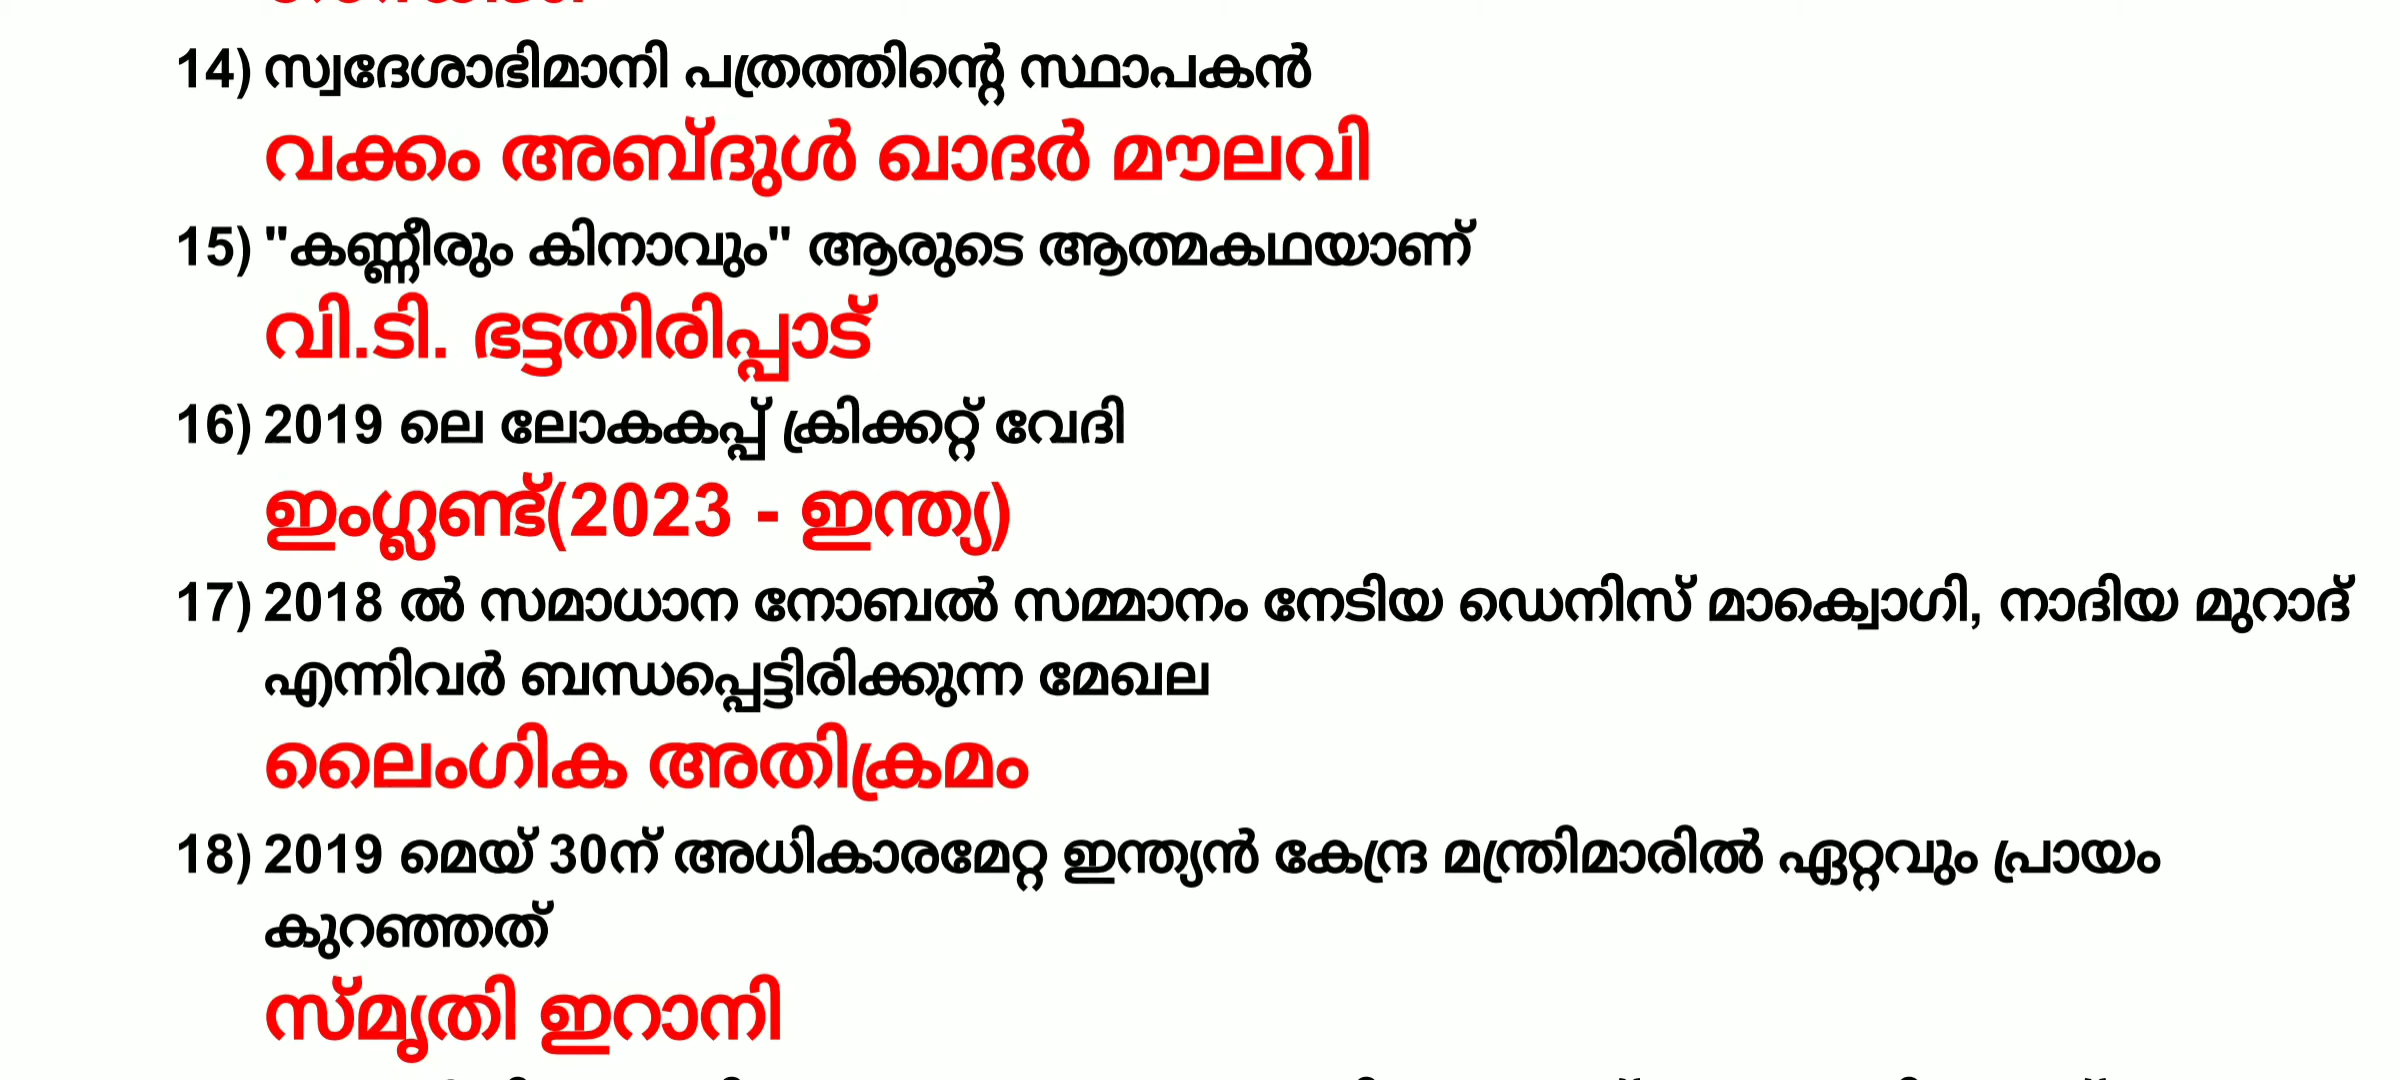 14) സ്വദേശാഭിമാനി പത്രത്തിന്റെ സ്ഥാപകൻ
വക്കം അബ്ദുൾ ഖാദർ മൗലവി
15) "കണ്ണീരും കിനാവും" ആരുടെ ആത്മകഥയാണ്
വി.ടി. ഭട്ടതിരിപ്പാട്
16) 2019 ലെ ലോകകപ്പ് ക്രിക്കറ്റ് വേദി
ഇംഗ്ലണ്ട്(2023 - ഇന്ത്യ)
17) 2018 ൽ സമാധാന നോബൽ സമ്മാനം നേടിയ ഡെനിസ് മാക്വൊഗി, നാദിയ മുറാദ്
എന്നിവർ ബന്ധപ്പെട്ടിരിക്കുന്ന മേഖല
ലൈംഗിക അതിക്രമം
18) 2019 മെയ് 30ന് അധികാരമേറ്റ ഇന്ത്യൻ കേന്ദ്ര മന്ത്രിമാരിൽ ഏറ്റവും പ്രായം
കുറഞ്ഞത്
സ്മൃതി ഇറാനി